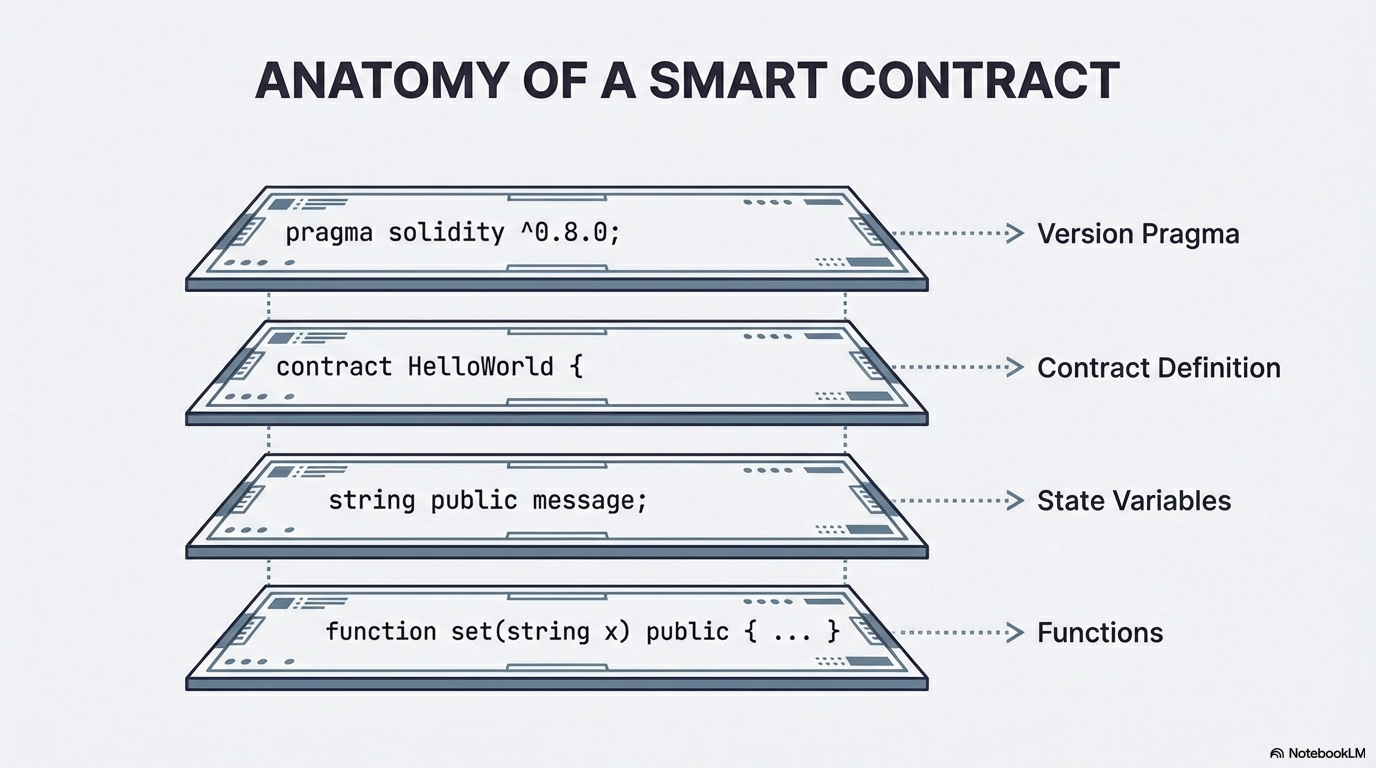 ANATOMY OF A SMART CONTRACT
pragma solidity ^0.8.0;
Version Pragma
contract HelloWorld {
Contract Definition
string public message;
State Variables
function set(string x) public { ... }
Functions
NotebookLM